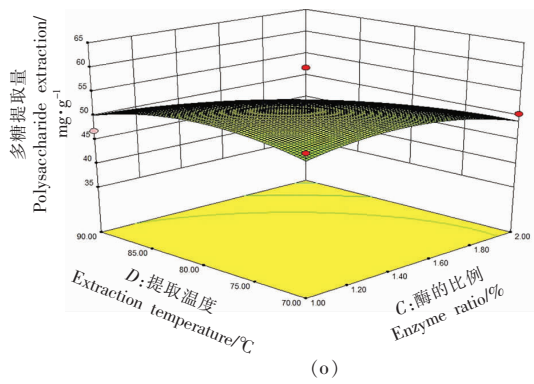 多糖提取量
Polysaccharide extraction/
mg·g⁻¹
65
60
55
50
45
40
35
90.00
85.00
80.00
75.00
70.00
1.00
1.20
1.40
1.60
1.80
2.00
D:提取温度
Extraction temperature/℃
C:酶的比例
Enzyme ratio/%
(o)